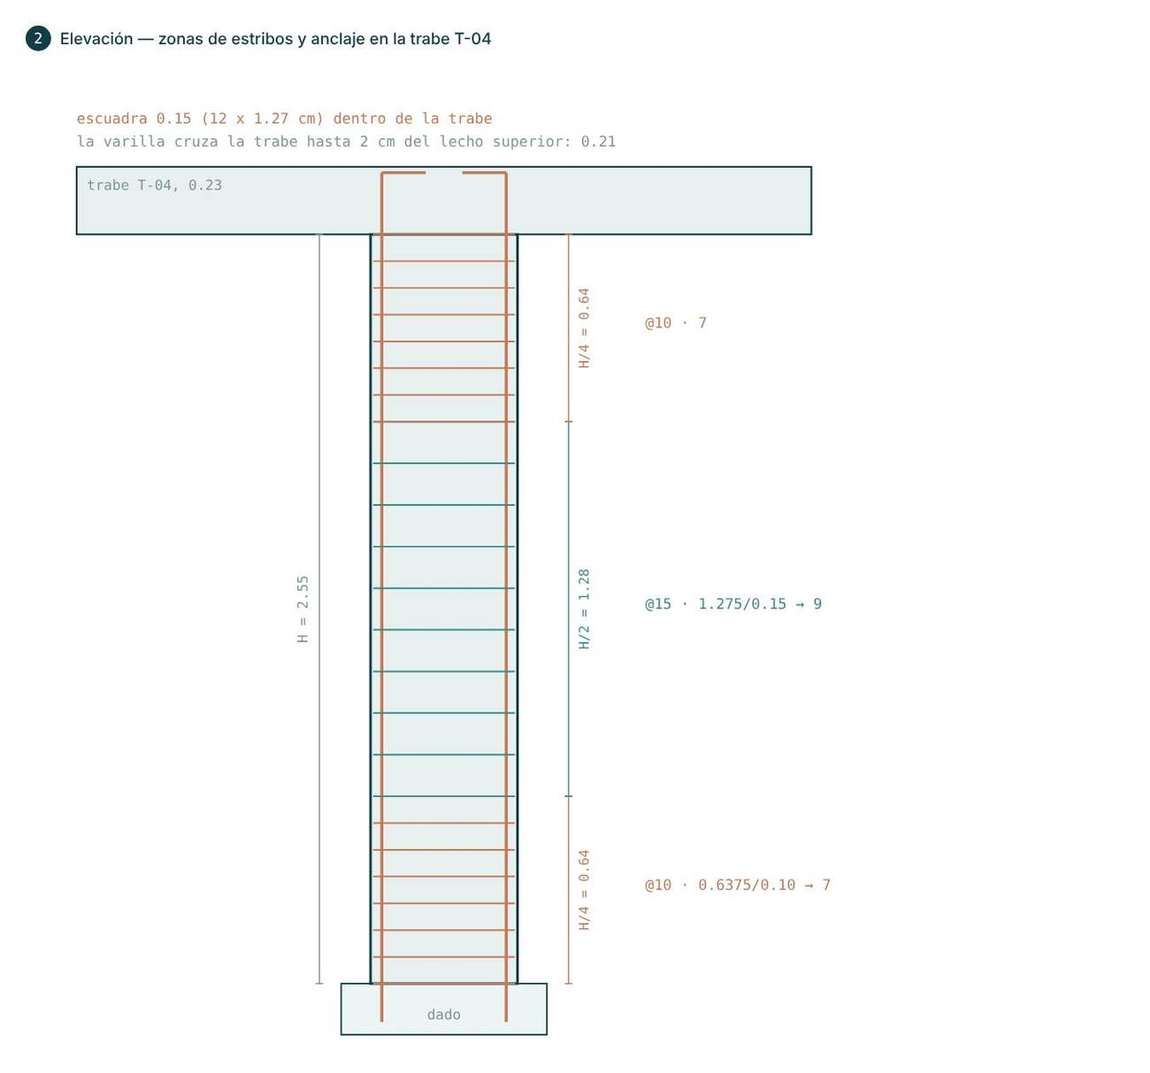 2 Elevación — zonas de estribos y anclaje en la trabe T-04
escuadra 0.15 (12 x 1.27 cm) dentro de la trabe
la varilla cruza la trabe hasta 2 cm del lecho superior: 0.21
trabe T-04, 0.23
H/4 = 0.64
@10 · 7
H = 2.55
H/2 = 1.28
@15 · 1.275/0.15 → 9
H/4 = 0.64
@10 · 0.6375/0.10 → 7
dado